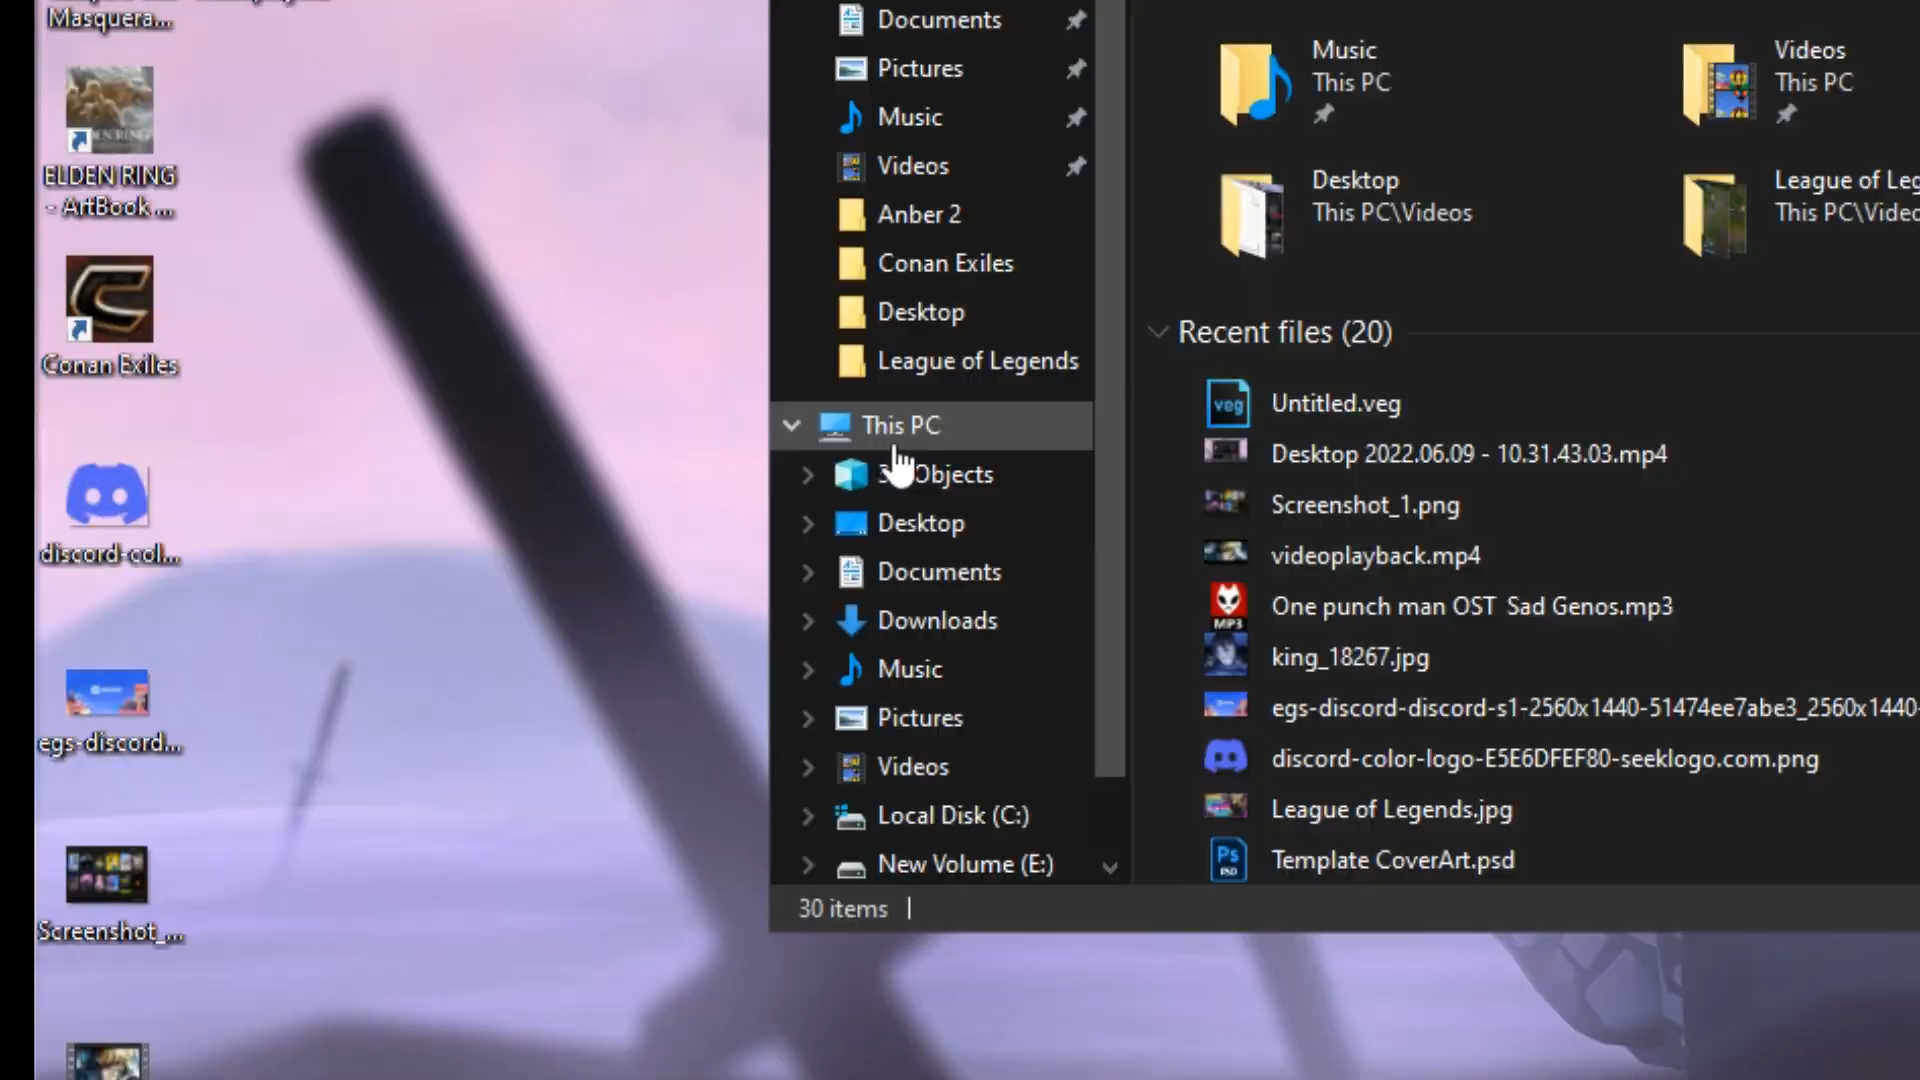 Masquera...
ELDEN RING
- ArtBook ...
Conan Exiles
discord-col...
egs-discord...
Screenshot_...
Documents
Pictures
Music
Videos
Anber 2
Conan Exiles
Desktop
League of Legends
This PC
Objects
Desktop
Documents
Downloads
Music
Pictures
Videos
Local Disk (C:)
New Volume (E:)
30 items
Music
This PC
Videos
This PC
Desktop
This PC\Videos
League of Leg
This PC\Videc
Recent files (20)
veg
Untitled.veg
Desktop 2022.06.09 - 10.31.43.03.mp4
Screenshot_1.png
videoplayback.mp4
MP3
One punch man OST Sad Genos.mp3
king_18267.jpg
egs-discord-discord-s1-2560x1440-51474ee7abe3_2560x1440-
discord-color-logo-E5E6DFEF80-seeklogo.com.png
League of Legends.jpg
Ps
PSD
Template CoverArt.psd